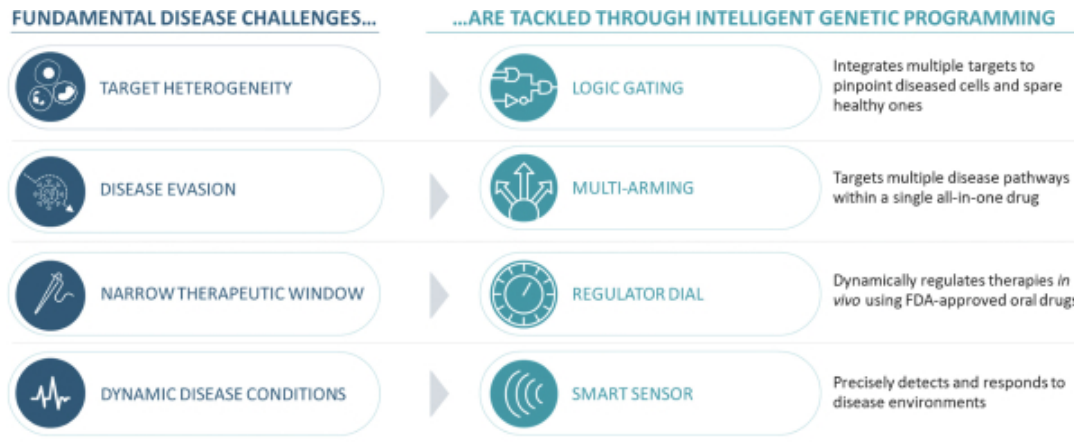 FUNDAMENTAL DISEASE CHALLENGES...
...ARE TACKLED THROUGH INTELLIGENT GENETIC PROGRAMMING
TARGET HETEROGENEITY
LOGIC GATING
Integrates multiple targets to
pinpoint diseased cells and spare
healthy ones
DISEASE EVASION
MULTI-ARMING
Targets multiple disease pathways
within a single all-in-one drug
NARROW THERAPEUTIC WINDOW
REGULATOR DIAL
Dynamically regulates therapies in
vivo using FDA-approved oral drugs
DYNAMIC DISEASE CONDITIONS
SMART SENSOR
Precisely detects and responds to
disease environments